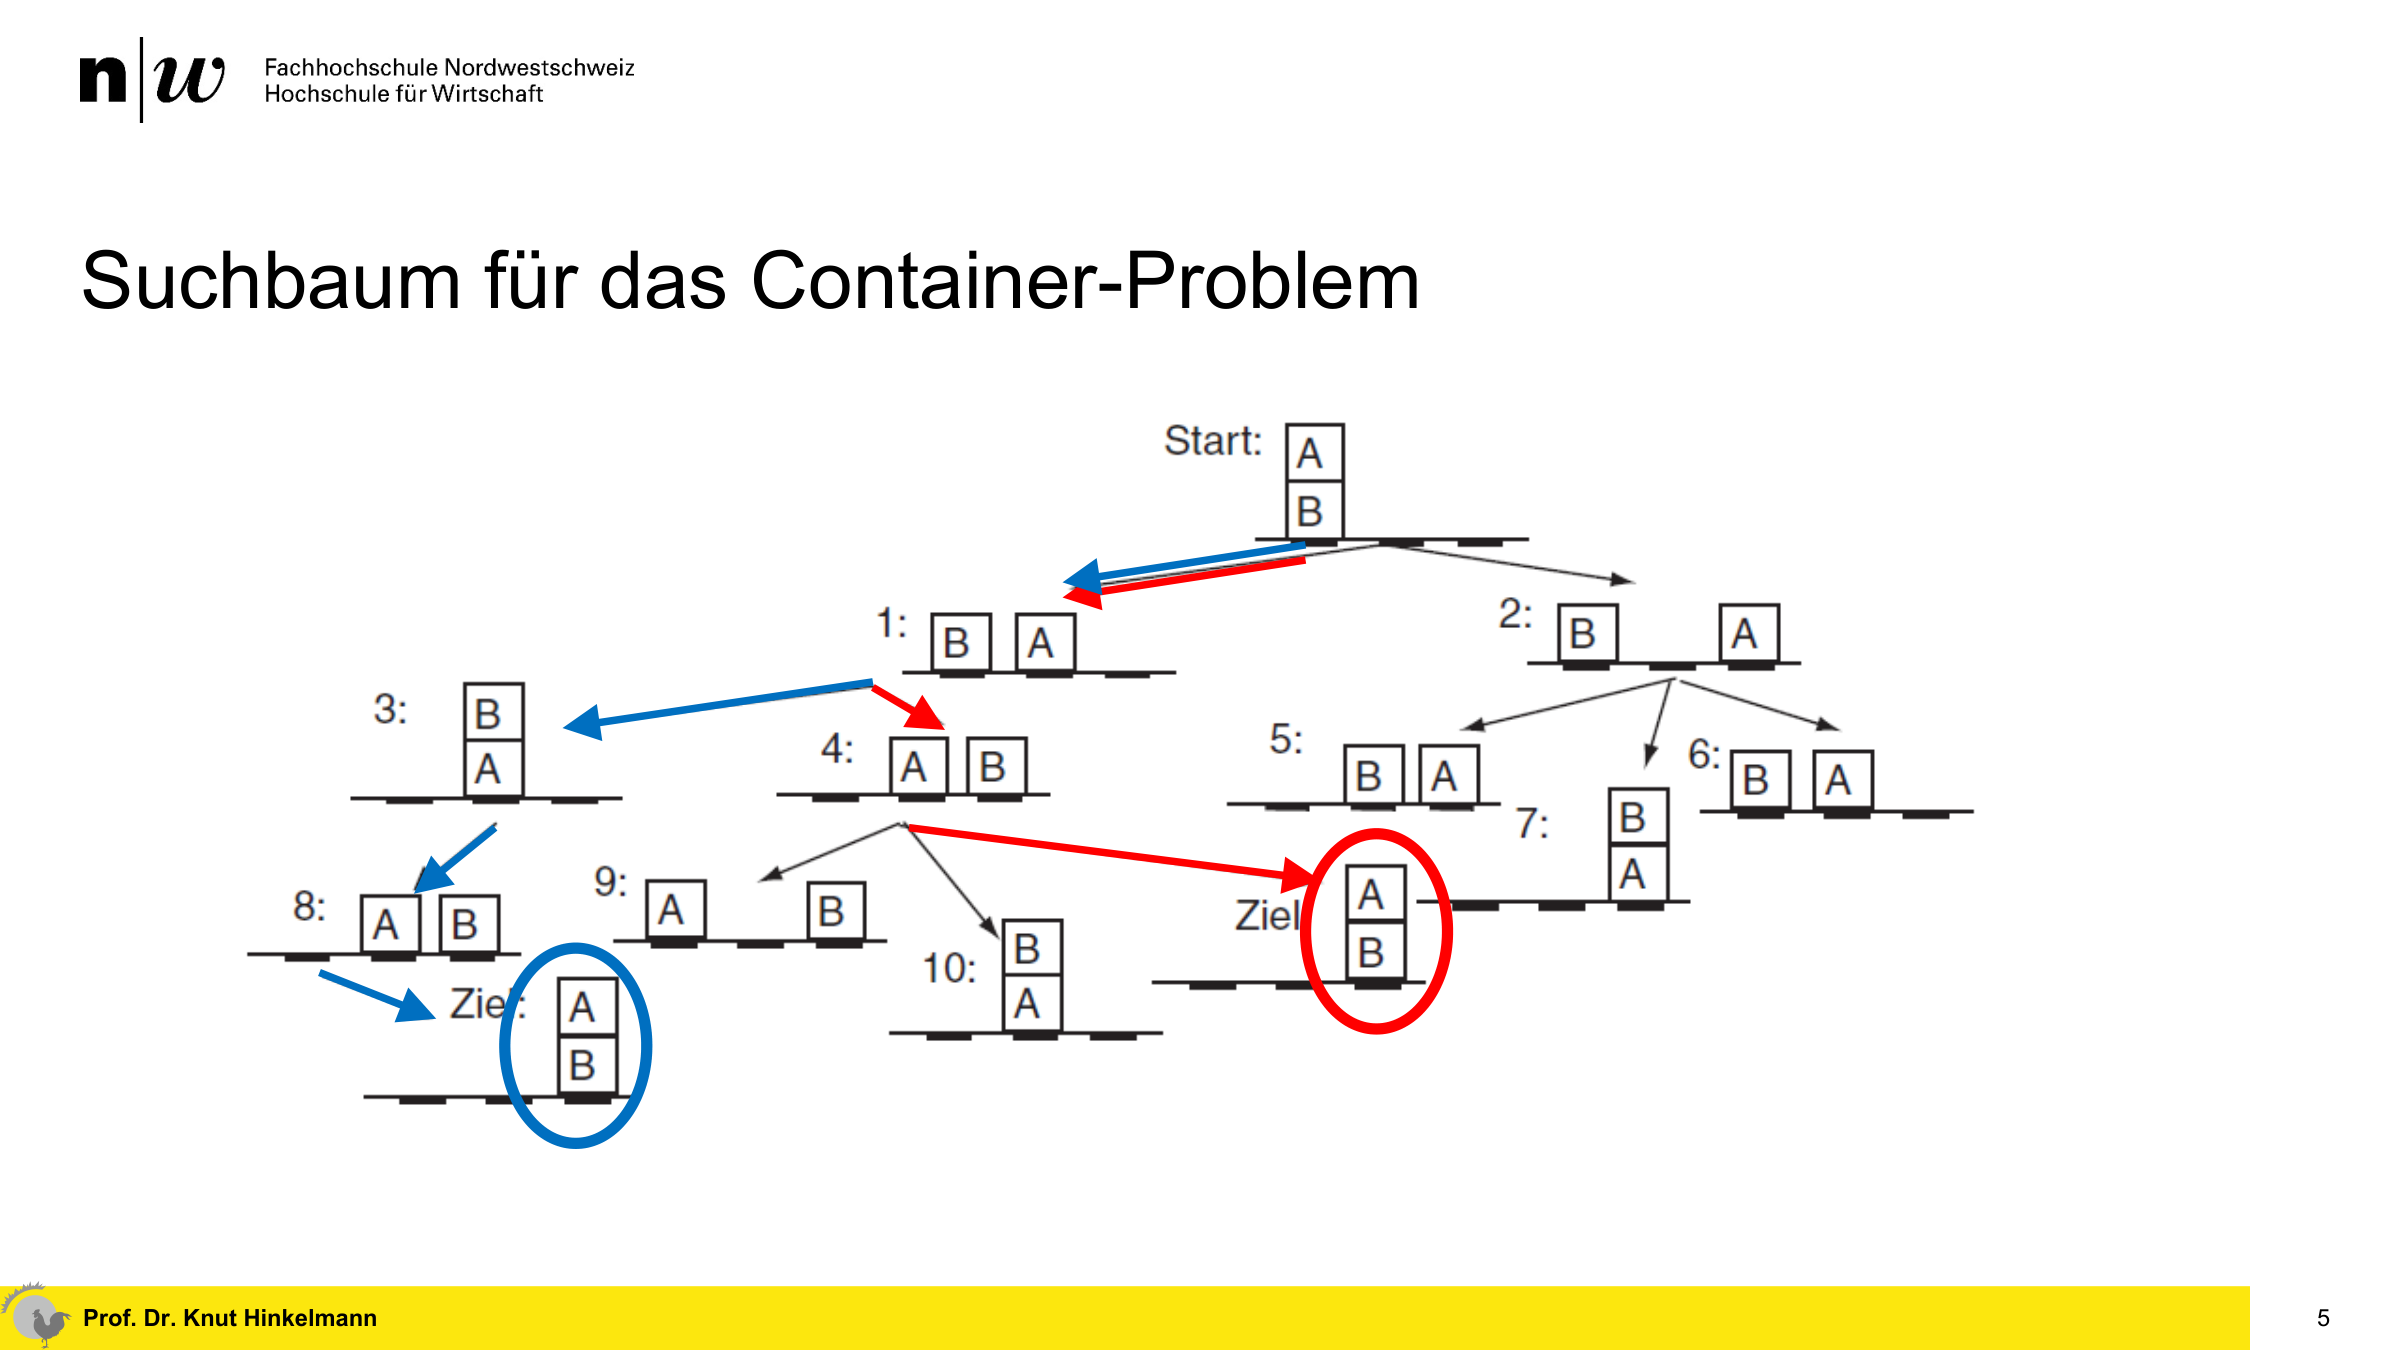 n|w Fachhochschule Nordwestschweiz
Hochschule für Wirtschaft
Suchbaum für das Container-Problem
Start:
A
B
1:
B A
2:
B A
3:
B
A
4:
A B
5:
B A
6:
B A
7:
B
A
8:
A B
9:
A B
10:
B
A
Ziel
A
B
Ziel:
A
B
Prof. Dr. Knut Hinkelmann
5